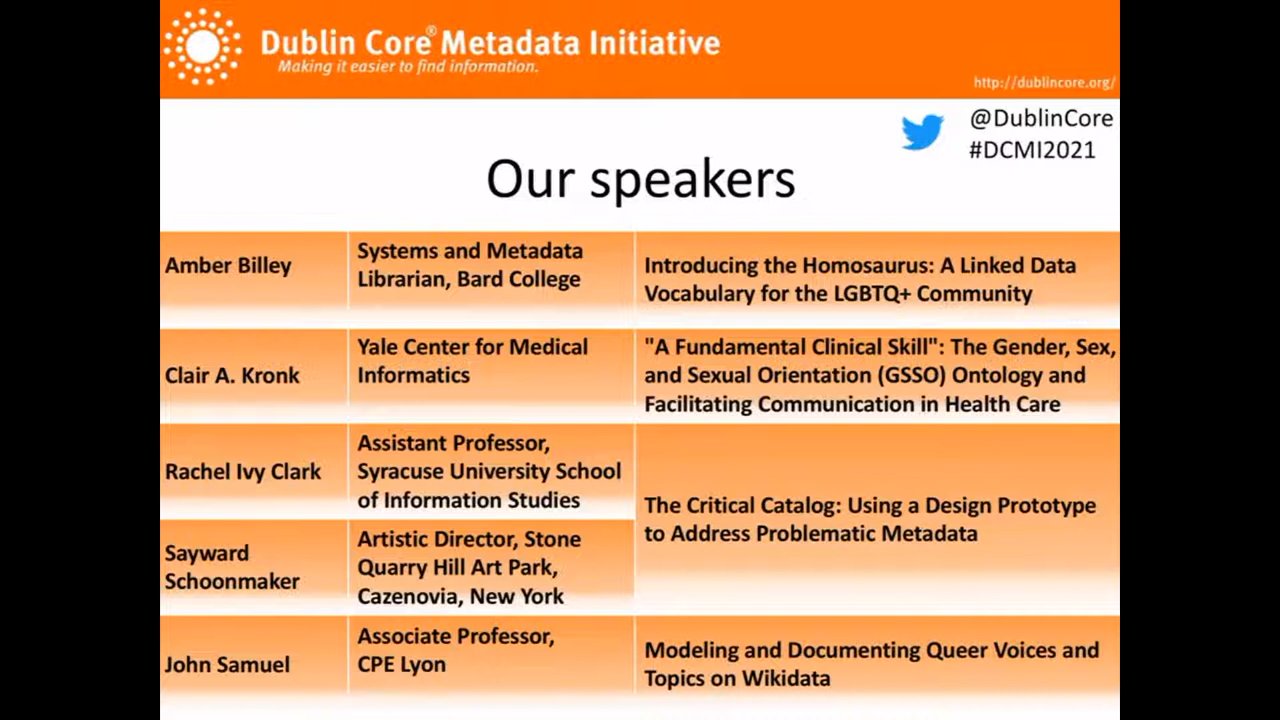 Dublin Core® Metadata Initiative
Making it easier to find information.
http://dublincore.org/
@DublinCore
#DCMI2021
Our speakers
Amber Billey
Systems and Metadata
Librarian, Bard College
Introducing the Homosaurus: A Linked Data
Vocabulary for the LGBTQ+ Community
Clair A. Kronk
Yale Center for Medical
Informatics
"A Fundamental Clinical Skill": The Gender, Sex,
and Sexual Orientation (GSSO) Ontology and
Facilitating Communication in Health Care
Rachel Ivy Clark
Assistant Professor,
Syracuse University School
of Information Studies
Sayward
Schoonmaker
Artistic Director, Stone
Quarry Hill Art Park,
Cazenovia, New York
The Critical Catalog: Using a Design Prototype
to Address Problematic Metadata
John Samuel
Associate Professor,
CPE Lyon
Modeling and Documenting Queer Voices and
Topics on Wikidata